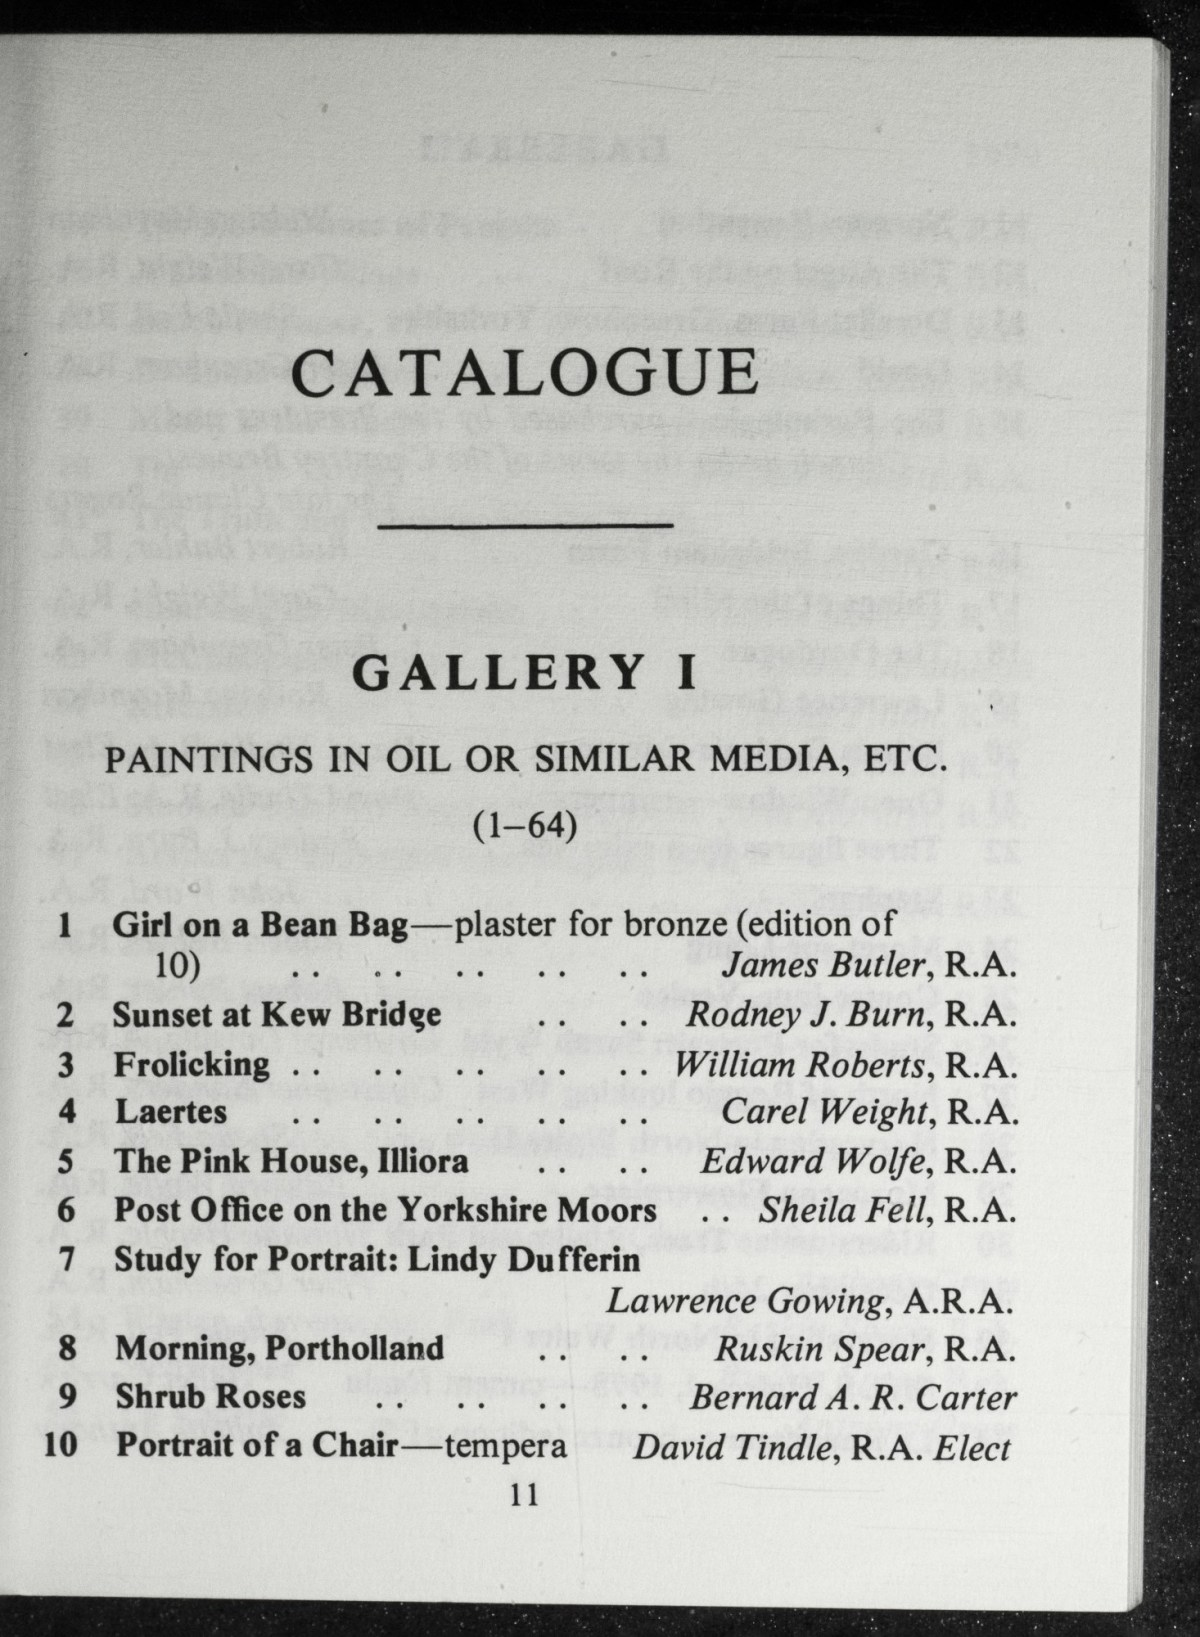 CATALOGUE
GALLERY I
PAINTINGS IN OIL OR SIMILAR MEDIA, ETC.
(1–64)
1 Girl on a Bean Bag—plaster for bronze (edition of
10) .. .. .. .. .. James Butler, R.A.
2 Sunset at Kew Bridge .. .. Rodney J. Burn, R.A.
3 Frolicking .. .. .. .. .. William Roberts, R.A.
4 Laertes .. .. .. .. .. Carel Weight, R.A.
5 The Pink House, Illiora .. .. Edward Wolfe, R.A.
6 Post Office on the Yorkshire Moors .. Sheila Fell, R.A.
7 Study for Portrait: Lindy Dufferin
Lawrence Gowing, A.R.A.
8 Morning, Portholland .. .. Ruskin Spear, R.A.
9 Shrub Roses .. .. .. .. Bernard A. R. Carter
10 Portrait of a Chair—tempera David Tindle, R.A. Elect
11